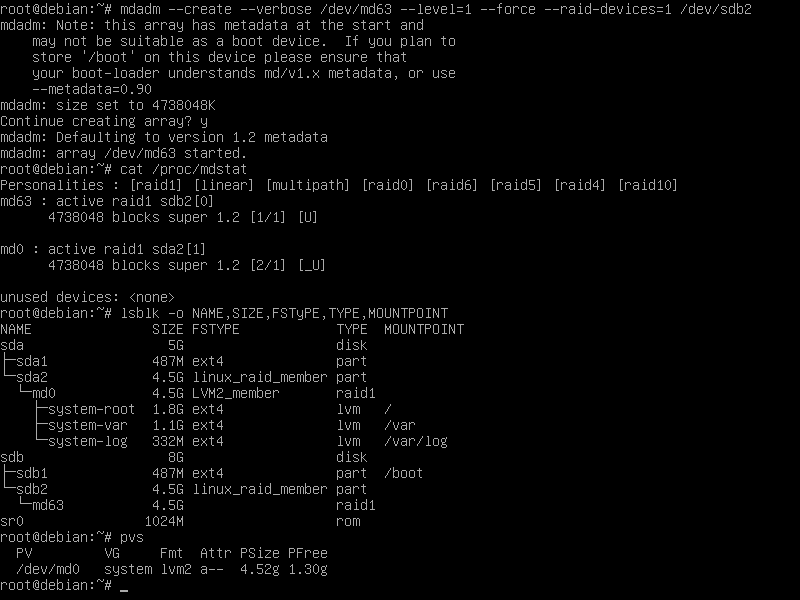 root@debian:~# mdadm --create --verbose /dev/md63 --level=1 --force --raid-devices=1 /dev/sdb2
mdadm: Note: this array has metadata at the start and
    may not be suitable as a boot device.  If you plan to
    store '/boot' on this device please ensure that
    your boot-loader understands md/v1.x metadata, or use
    --metadata=0.90
mdadm: size set to 4738048K
Continue creating array? y
mdadm: Defaulting to version 1.2 metadata
mdadm: array /dev/md63 started.
root@debian:~# cat /proc/mdstat
Personalities : [raid1] [linear] [multipath] [raid0] [raid6] [raid5] [raid4] [raid10]
md63 : active raid1 sdb2[0]
      4738048 blocks super 1.2 [1/1] [U]

md0 : active raid1 sda2[1]
      4738048 blocks super 1.2 [2/1] [_U]

unused devices: <none>
root@debian:~# lsblk -o NAME,SIZE,FSTyPE,TYPE,MOUNTPOINT
NAME               SIZE FSTYPE            TYPE  MOUNTPOINT
sda                  5G                   disk
├─sda1             487M ext4              part
└─sda2             4.5G linux_raid_member part
  └─md0            4.5G LVM2_member       raid1
    ├─system-root  1.8G ext4              lvm   /
    ├─system-var   1.1G ext4              lvm   /var
    └─system-log   332M ext4              lvm   /var/log
sdb                  8G                   disk
├─sdb1             487M ext4              part  /boot
└─sdb2             4.5G linux_raid_member part
  └─md63           4.5G                   raid1
sr0               1024M                   rom
root@debian:~# pvs
  PV         VG     Fmt  Attr PSize PFree
  /dev/md0   system lvm2 a--  4.52g 1.30g
root@debian:~# _